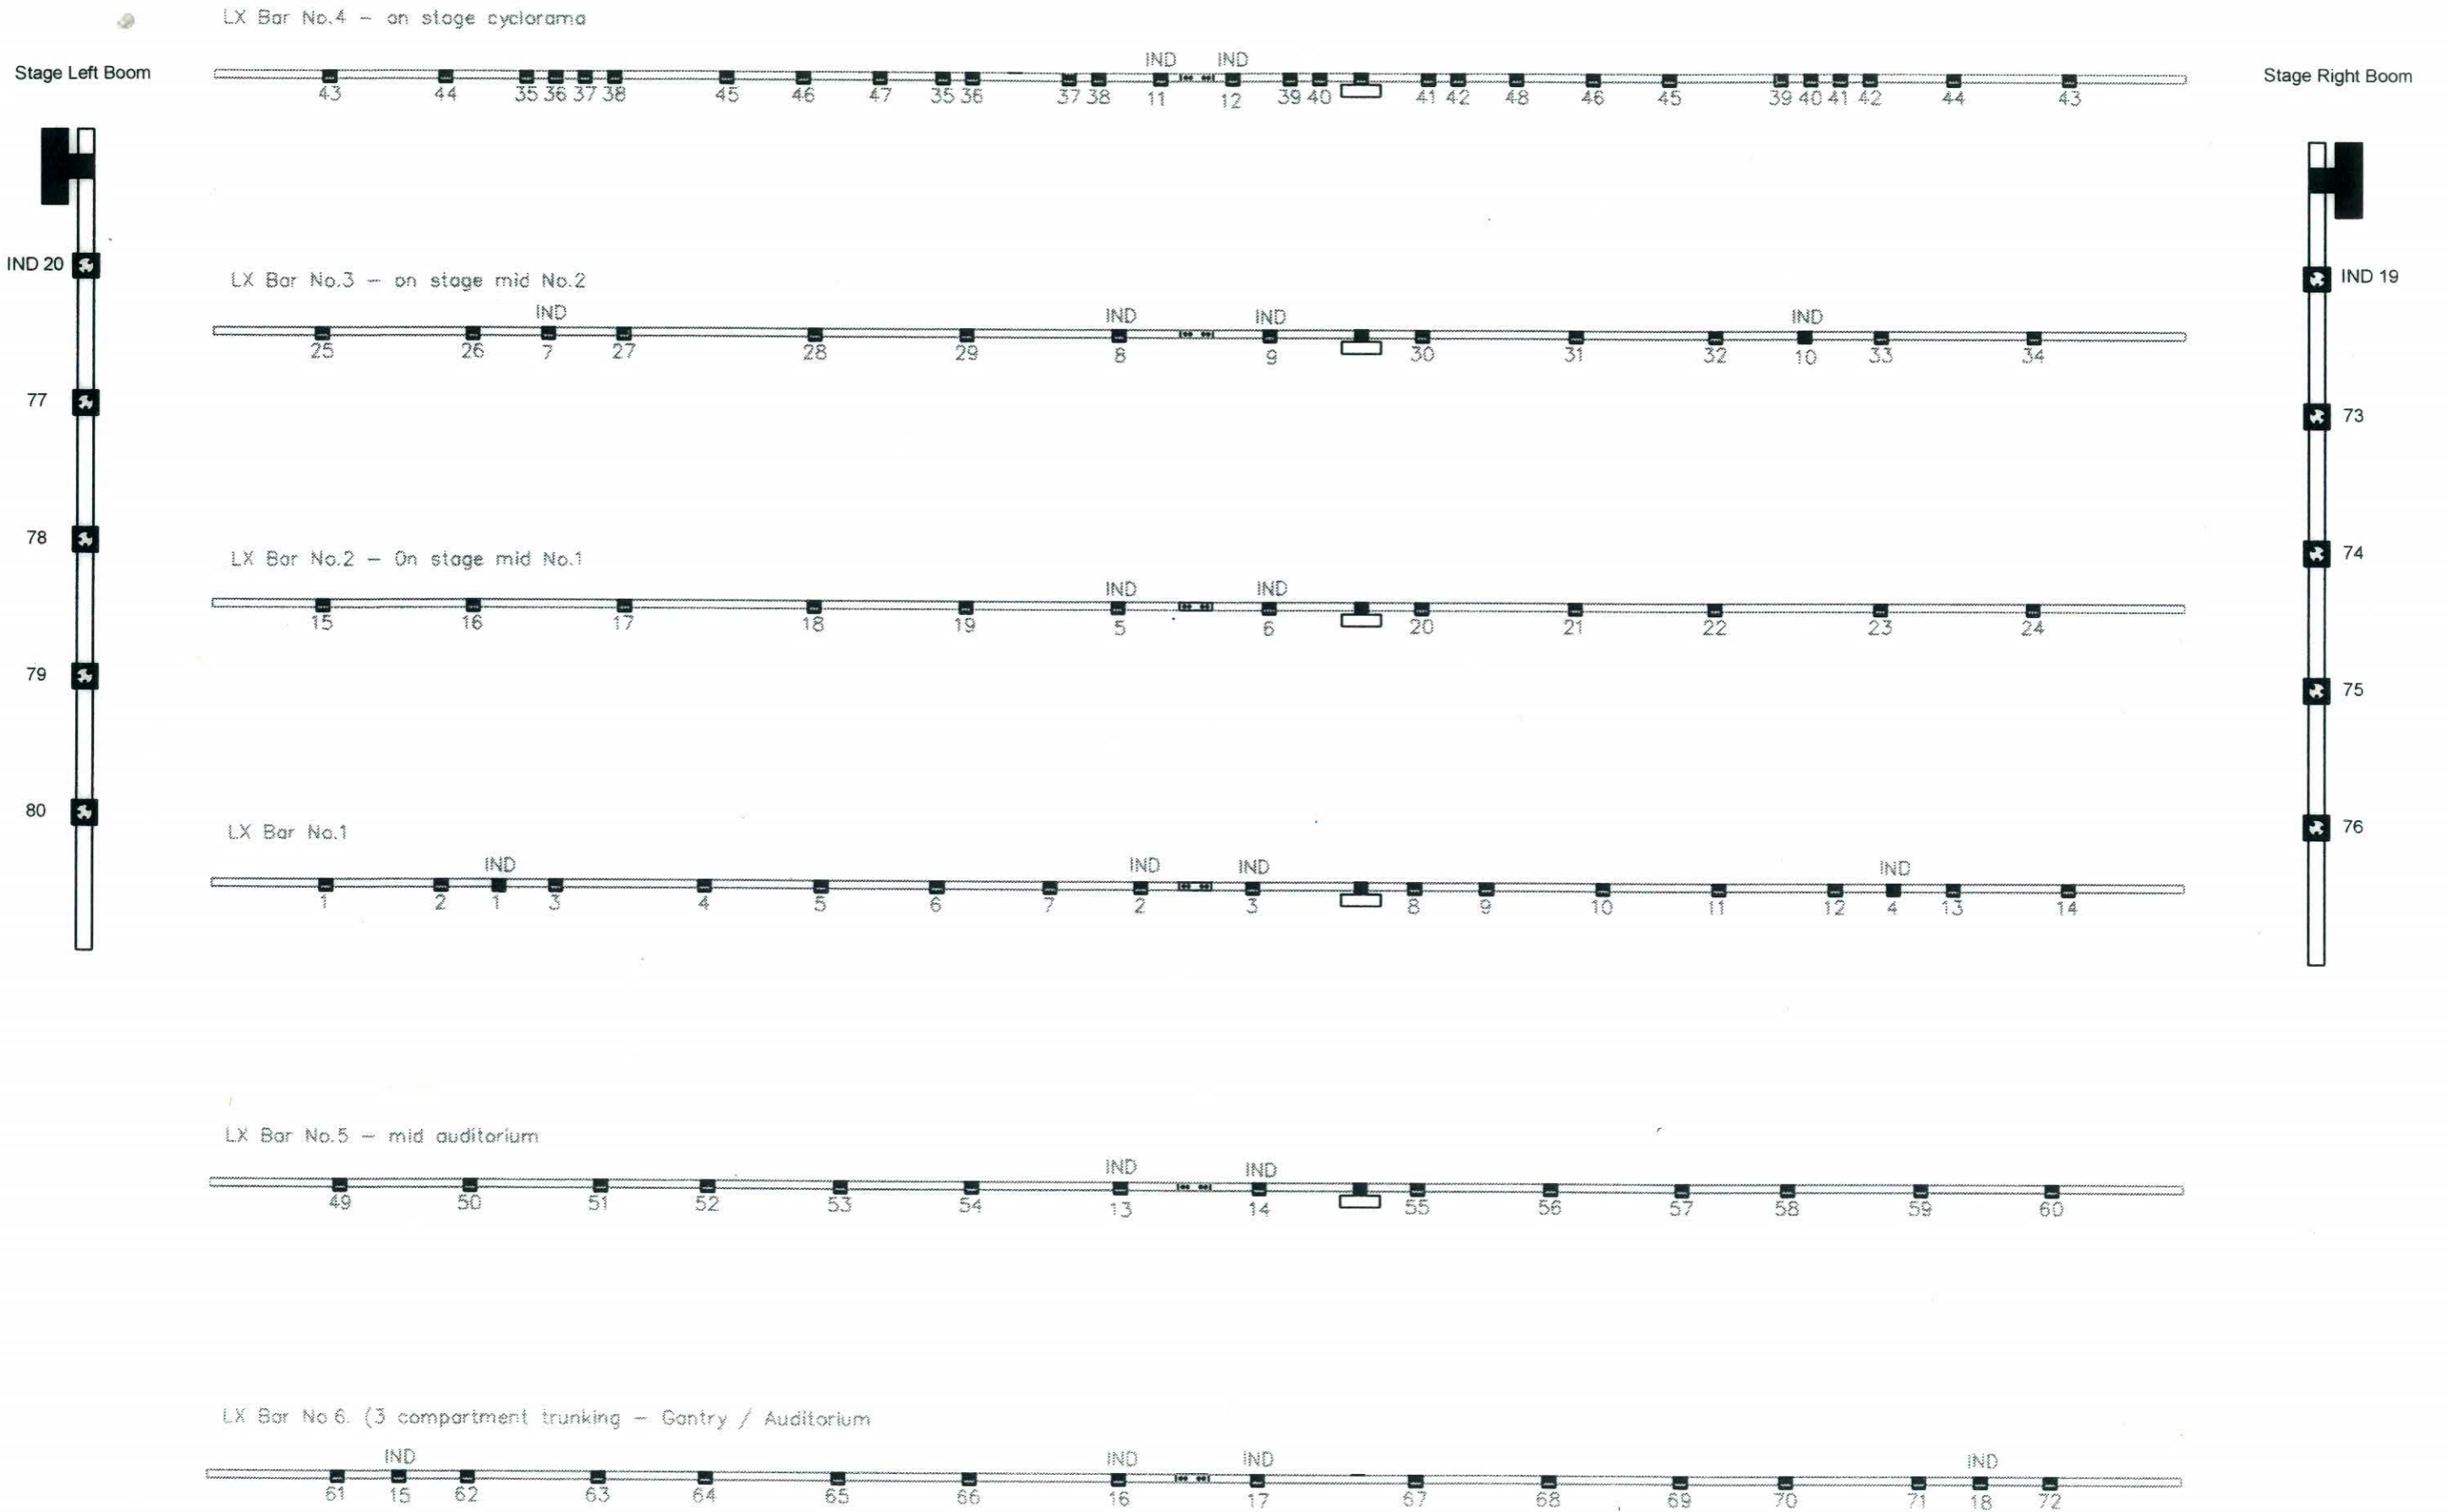 LX Bar No.4 – on stage cyclorama
Stage Left Boom
Stage Right Boom
IND IND
43 44 35 36 37 38 45 46 47 35 36 37 38 11 12 39 40 41 42 48 46 45 39 40 41 42 44 43
IND 20
IND 19
LX Bar No.3 – on stage mid No.2
IND IND IND IND
25 26 7 27 28 29 8 9 30 31 32 10 33 34
77
73
78
74
LX Bar No.2 – On stage mid No.1
IND IND
15 16 17 18 19 5 6 20 21 22 23 24
79
75
80
76
LX Bar No.1
IND IND IND IND
1 2 1 3 4 5 6 7 2 3 8 9 10 11 12 4 13 14
LX Bar No.5 – mid auditorium
IND IND
49 50 51 52 53 54 13 14 55 56 57 58 59 60
LX Bar No 6. (3 compartment trunking – Gantry / Auditorium
IND IND IND IND
61 15 62 63 64 65 66 16 17 67 68 69 70 71 18 72